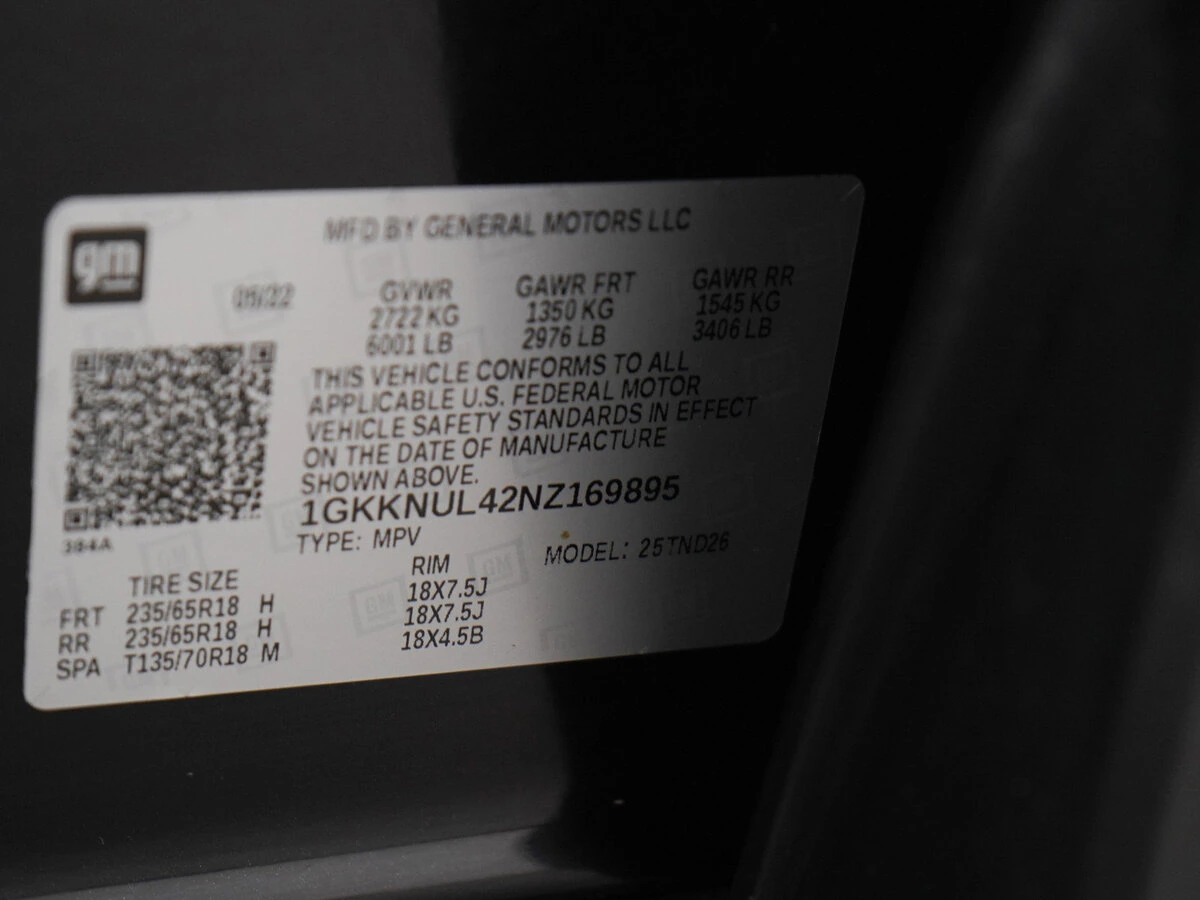 gm
MFD BY GENERAL MOTORS LLC
GVWR GAWR FRT GAWR RR
2722 KG 1350 KG 1545 KG
6001 LB 2976 LB 3406 LB
THIS VEHICLE CONFORMS TO ALL
APPLICABLE U.S. FEDERAL MOTOR
VEHICLE SAFETY STANDARDS IN EFFECT
ON THE DATE OF MANUFACTURE
SHOWN ABOVE.
1GKKNUL42NZ169895
384A
TYPE: MPV MODEL: 25TND26
TIRE SIZE RIM
FRT 235/65R18 H 18X7.5J
RR 235/65R18 H 18X7.5J
SPA T135/70R18 M 18X4.5B